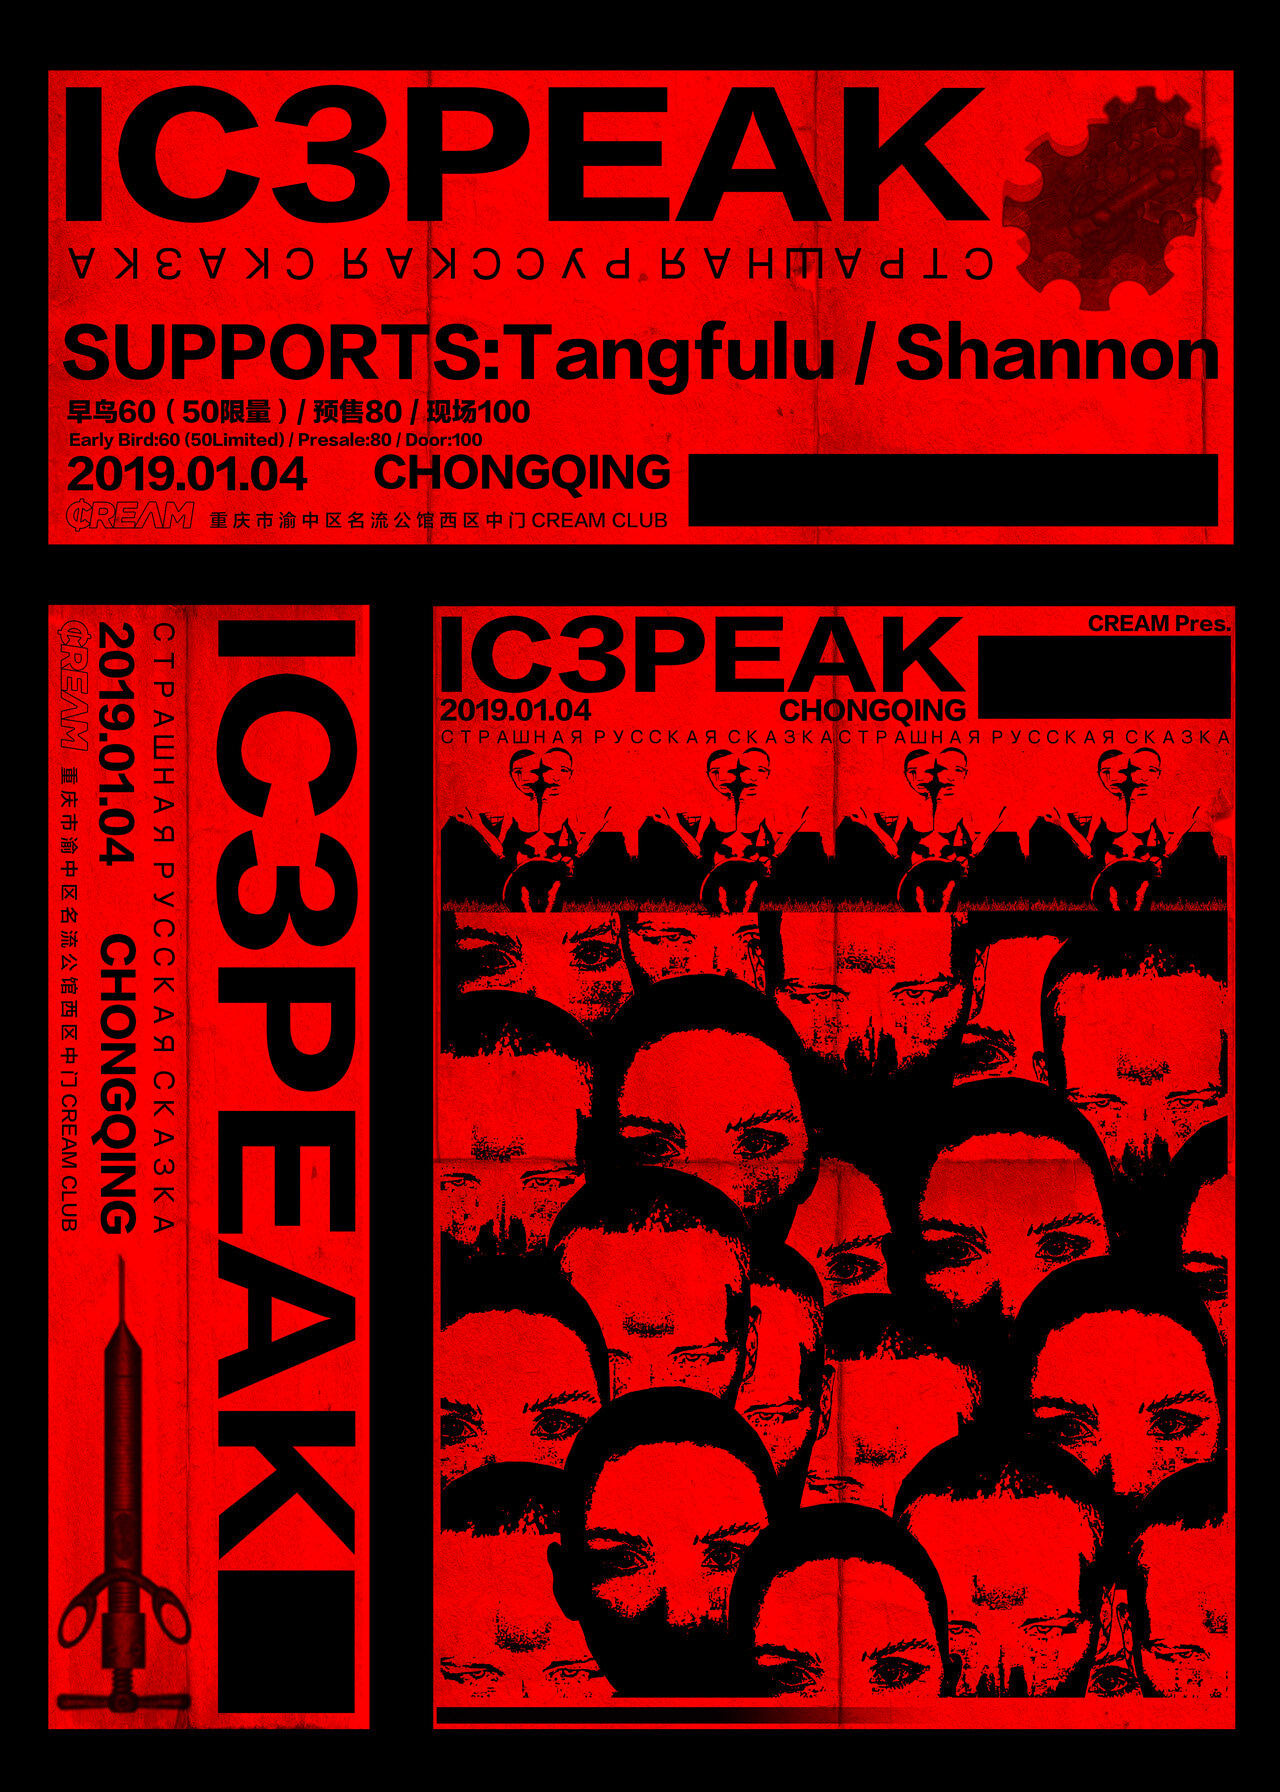 IC3PEAK
СТРАШНАЯ РУССКАЯ СКАЗКА
SUPPORTS:Tangfulu / Shannon
早鸟60（50限量）/ 预售80 / 现场100
Early Bird:60 (50Limited) / Presale:80 / Door:100
2019.01.04 CHONGQING
CREAM 重庆市渝中区名流公馆西区中门 CREAM CLUB
IC3PEAK
СТРАШНАЯ РУССКАЯ СКАЗКА
2019.01.04 CHONGQING
CREAM 重庆市渝中区名流公馆西区中门 CREAM CLUB
CREAM Pres.
IC3PEAK
2019.01.04 CHONGQING
СТРАШНАЯ РУССКАЯ СКАЗКАСТРАШНАЯ РУССКАЯ СКАЗКА